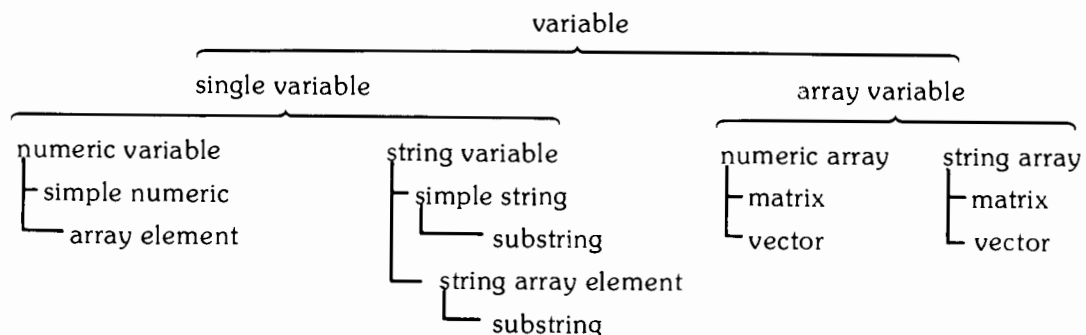 variable
single variable
array variable
numeric variable
string variable
numeric array
string array
simple numeric
simple string
matrix
matrix
array element
substring
vector
vector
string array element
substring